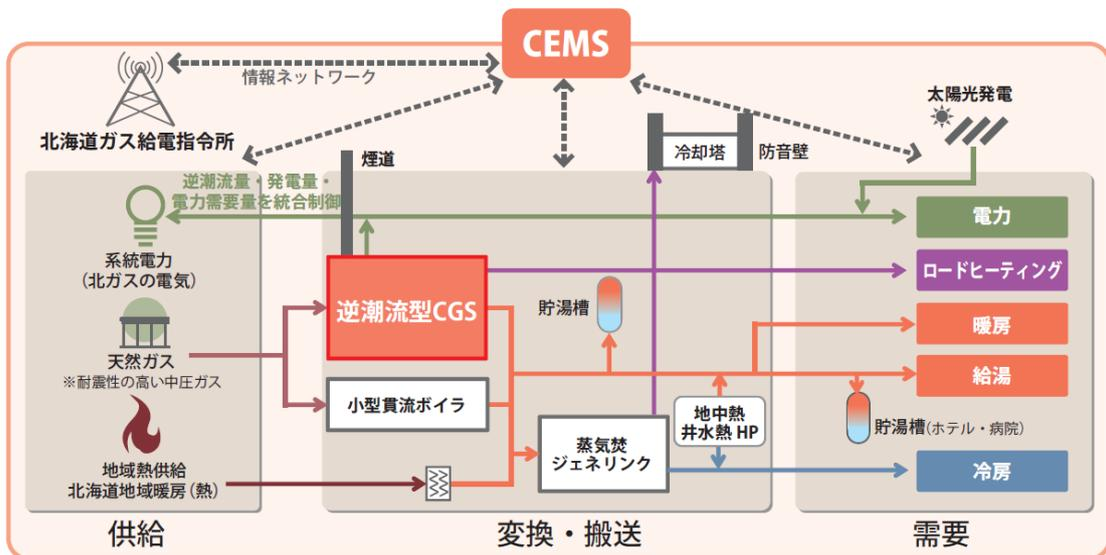 CEMS
情報ネットワーク
北海道ガス給電指令所
太陽光発電
煙道
冷却塔
防音壁
逆潮流量・発電量・
電力需要量を統合制御
系統電力
(北ガスの電気)
電力
ロードヒーティング
逆潮流型CGS
貯湯槽
暖房
天然ガス
※耐震性の高い中圧ガス
給湯
小型貫流ボイラ
地中熱
井水熱 HP
貯湯槽(ホテル・病院)
蒸気焚
ジェネリンク
地域熱供給
北海道地域暖房(熱)
冷房
供給
変換・搬送
需要